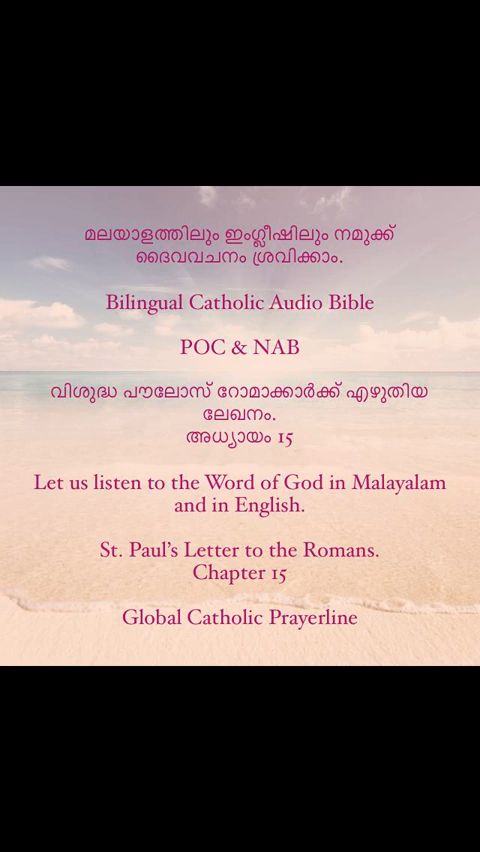 മലയാളത്തിലും ഇംഗ്ലീഷിലും നമുക്ക്
ദൈവവചനം ശ്രവിക്കാം.
Bilingual Catholic Audio Bible
POC & NAB
വിശുദ്ധ പൗലോസ് റോമാക്കാർക്ക് എഴുതിയ
ലേഖനം.
അധ്യായം 15
Let us listen to the Word of God in Malayalam
and in English.
St. Paul’s Letter to the Romans.
Chapter 15
Global Catholic Prayerline